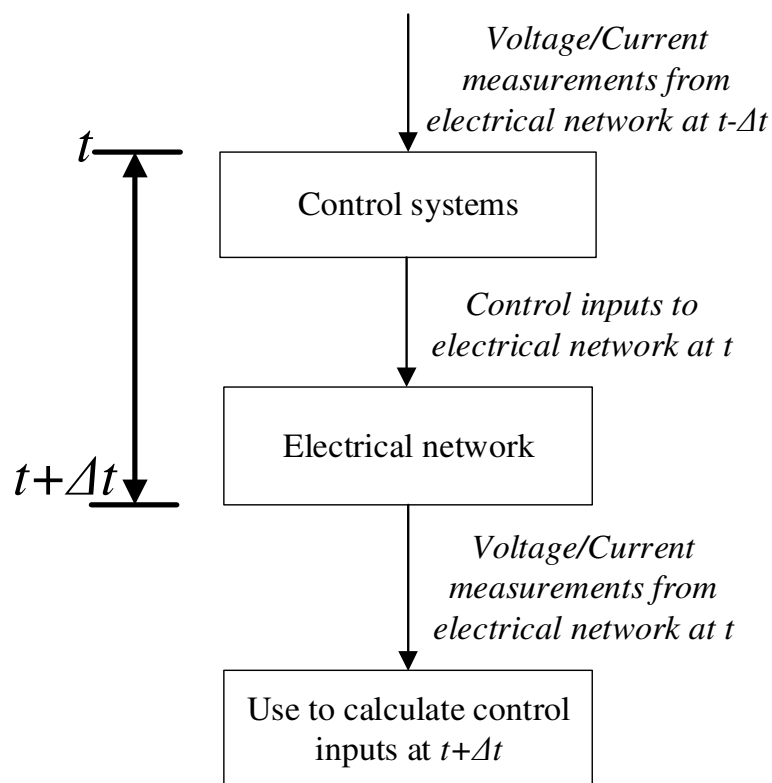 Voltage/Current
measurements from
electrical network at t-Δt
t
Control systems
Control inputs to
electrical network at t
Electrical network
t+Δt
Voltage/Current
measurements from
electrical network at t
Use to calculate control
inputs at t+Δt